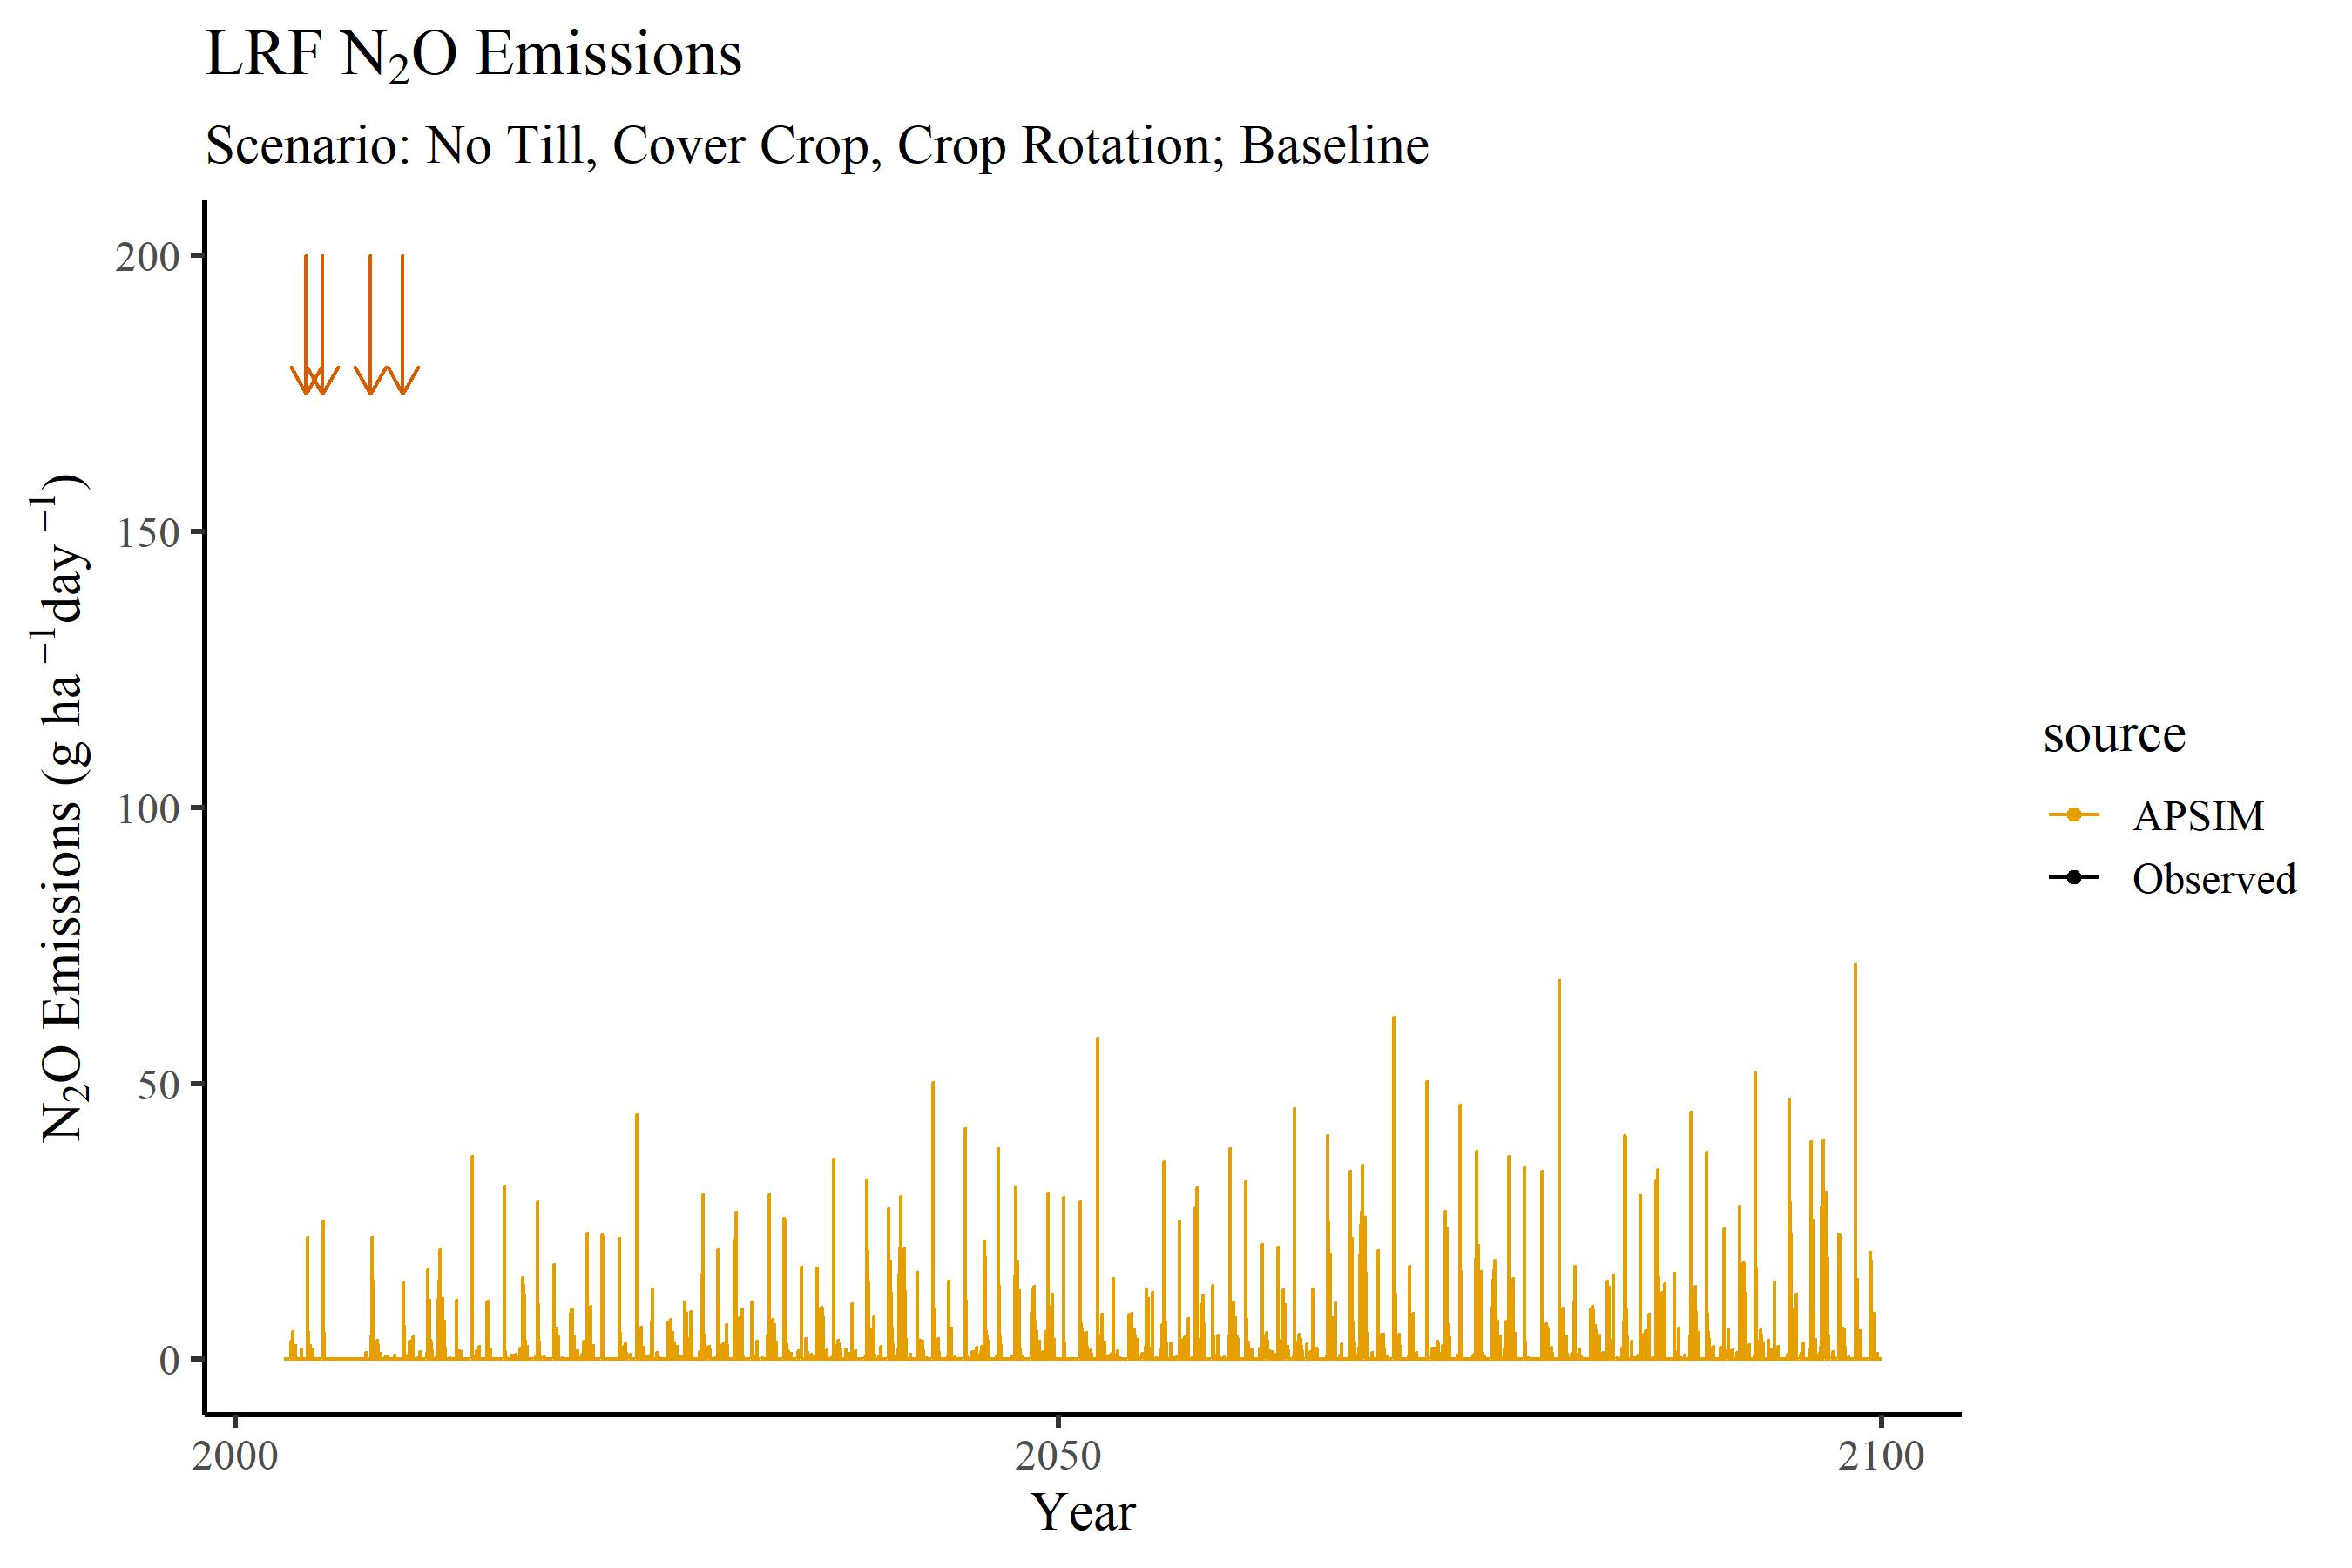 LRF N₂O Emissions
Scenario: No Till, Cover Crop, Crop Rotation; Baseline
N₂O Emissions (g ha ⁻¹day ⁻¹)
200
150
100
50
0
2000 2050 2100
Year
source
APSIM
Observed